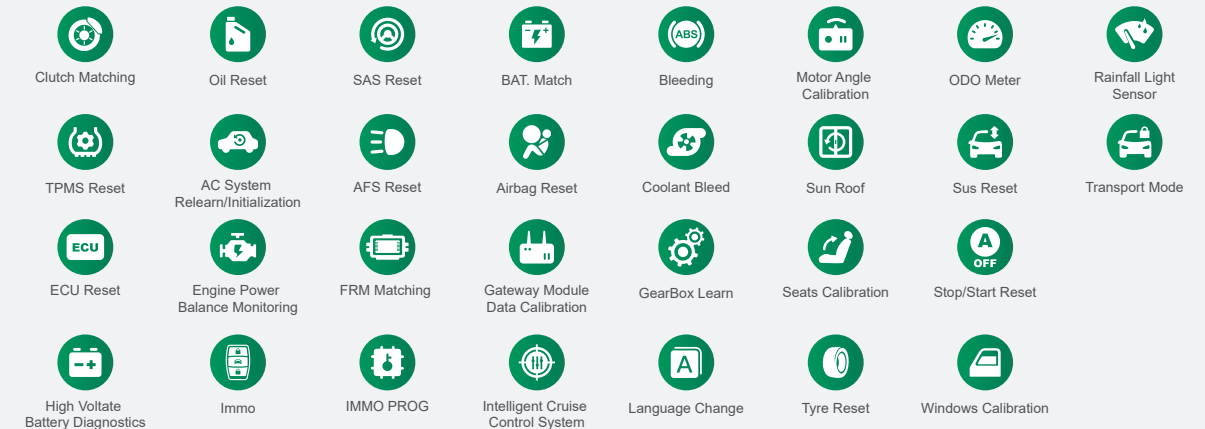 ABS
Clutch Matching
Oil Reset
SAS Reset
BAT. Match
Bleeding
Motor Angle
Calibration
ODO Meter
Rainfall Light
Sensor
TPMS Reset
AC System
Relearn/Initialization
AFS Reset
Airbag Reset
Coolant Bleed
Sun Roof
Sus Reset
Transport Mode
ECU
A
OFF
ECU Reset
Engine Power
Balance Monitoring
FRM Matching
Gateway Module
Data Calibration
GearBox Learn
Seats Calibration
Stop/Start Reset
A
High Voltate
Battery Diagnostics
Immo
IMMO PROG
Intelligent Cruise
Control System
Language Change
Tyre Reset
Windows Calibration